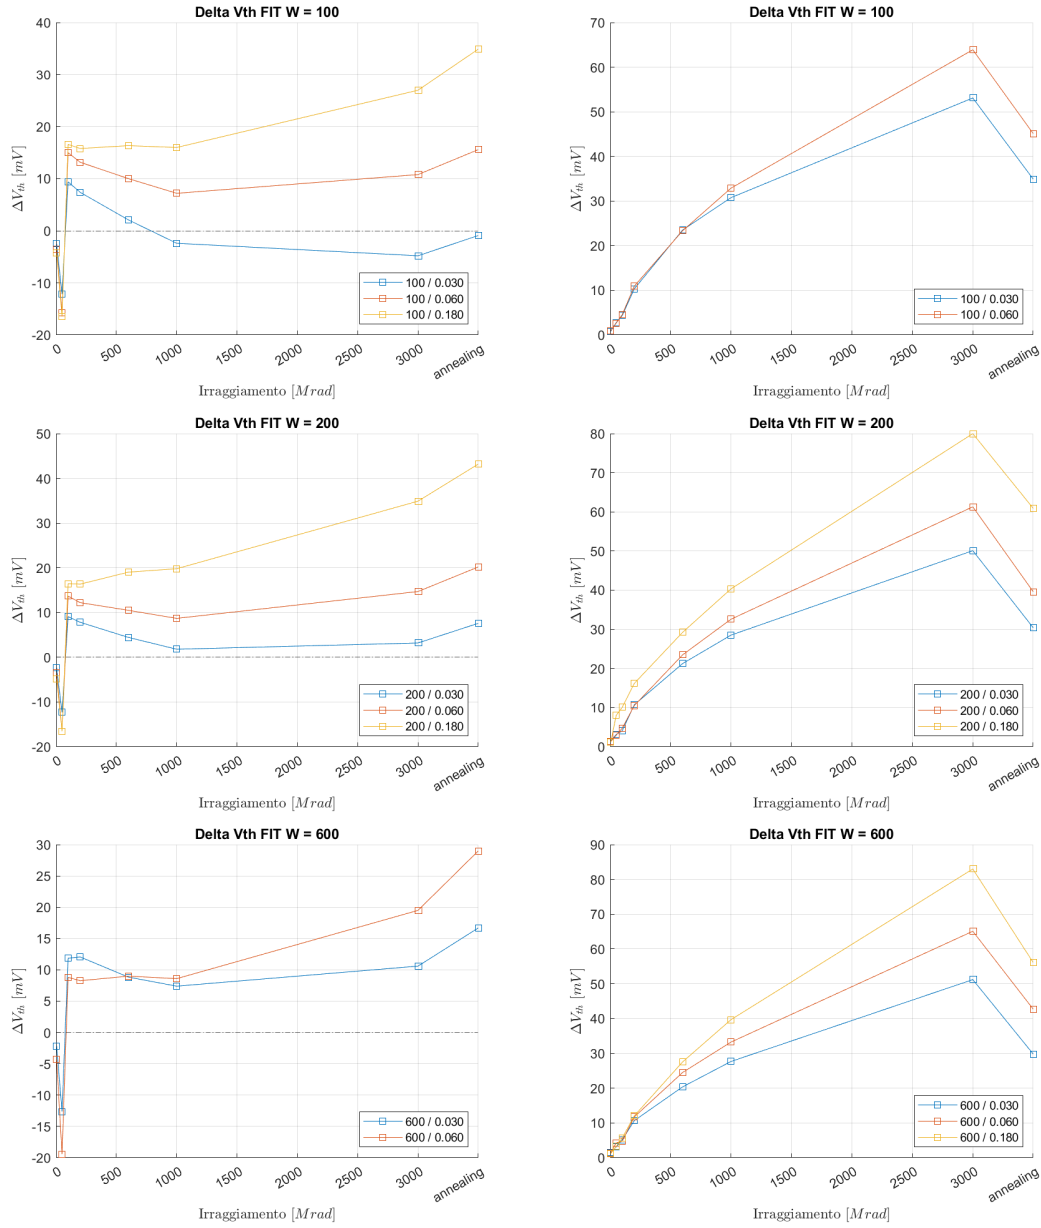 Delta Vth FIT W = 100
40
30
20
10
0
-10
-20
ΔV_th [mV]
100 / 0.030
100 / 0.060
100 / 0.180
0 500 1000 1500 2000 2500 3000 annealing
Irraggiamento [Mrad]
Delta Vth FIT W = 100
70
60
50
40
30
20
10
0
ΔV_th [mV]
100 / 0.030
100 / 0.060
0 500 1000 1500 2000 2500 3000 annealing
Irraggiamento [Mrad]
Delta Vth FIT W = 200
50
40
30
20
10
0
-10
-20
ΔV_th [mV]
200 / 0.030
200 / 0.060
200 / 0.180
0 500 1000 1500 2000 2500 3000 annealing
Irraggiamento [Mrad]
Delta Vth FIT W = 200
80
70
60
50
40
30
20
10
0
ΔV_th [mV]
200 / 0.030
200 / 0.060
200 / 0.180
0 500 1000 1500 2000 2500 3000 annealing
Irraggiamento [Mrad]
Delta Vth FIT W = 600
30
25
20
15
10
5
0
-5
-10
-15
-20
ΔV_th [mV]
600 / 0.030
600 / 0.060
0 500 1000 1500 2000 2500 3000 annealing
Irraggiamento [Mrad]
Delta Vth FIT W = 600
90
80
70
60
50
40
30
20
10
0
ΔV_th [mV]
600 / 0.030
600 / 0.060
600 / 0.180
0 500 1000 1500 2000 2500 3000 annealing
Irraggiamento [Mrad]